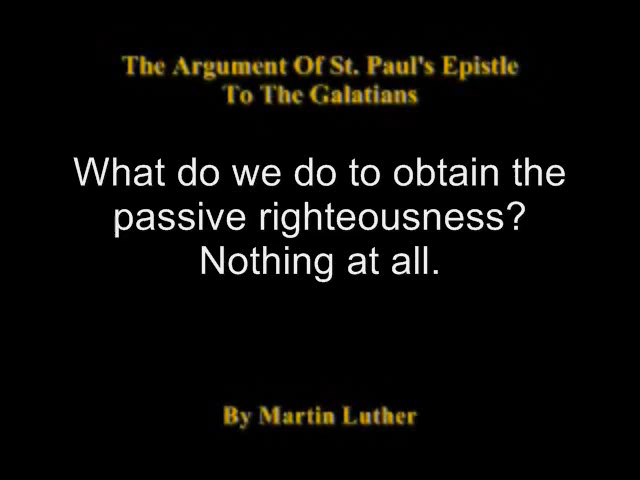 The Argument Of St. Paul's Epistle
To The Galatians
What do we do to obtain the
passive righteousness?
Nothing at all.
By Martin Luther